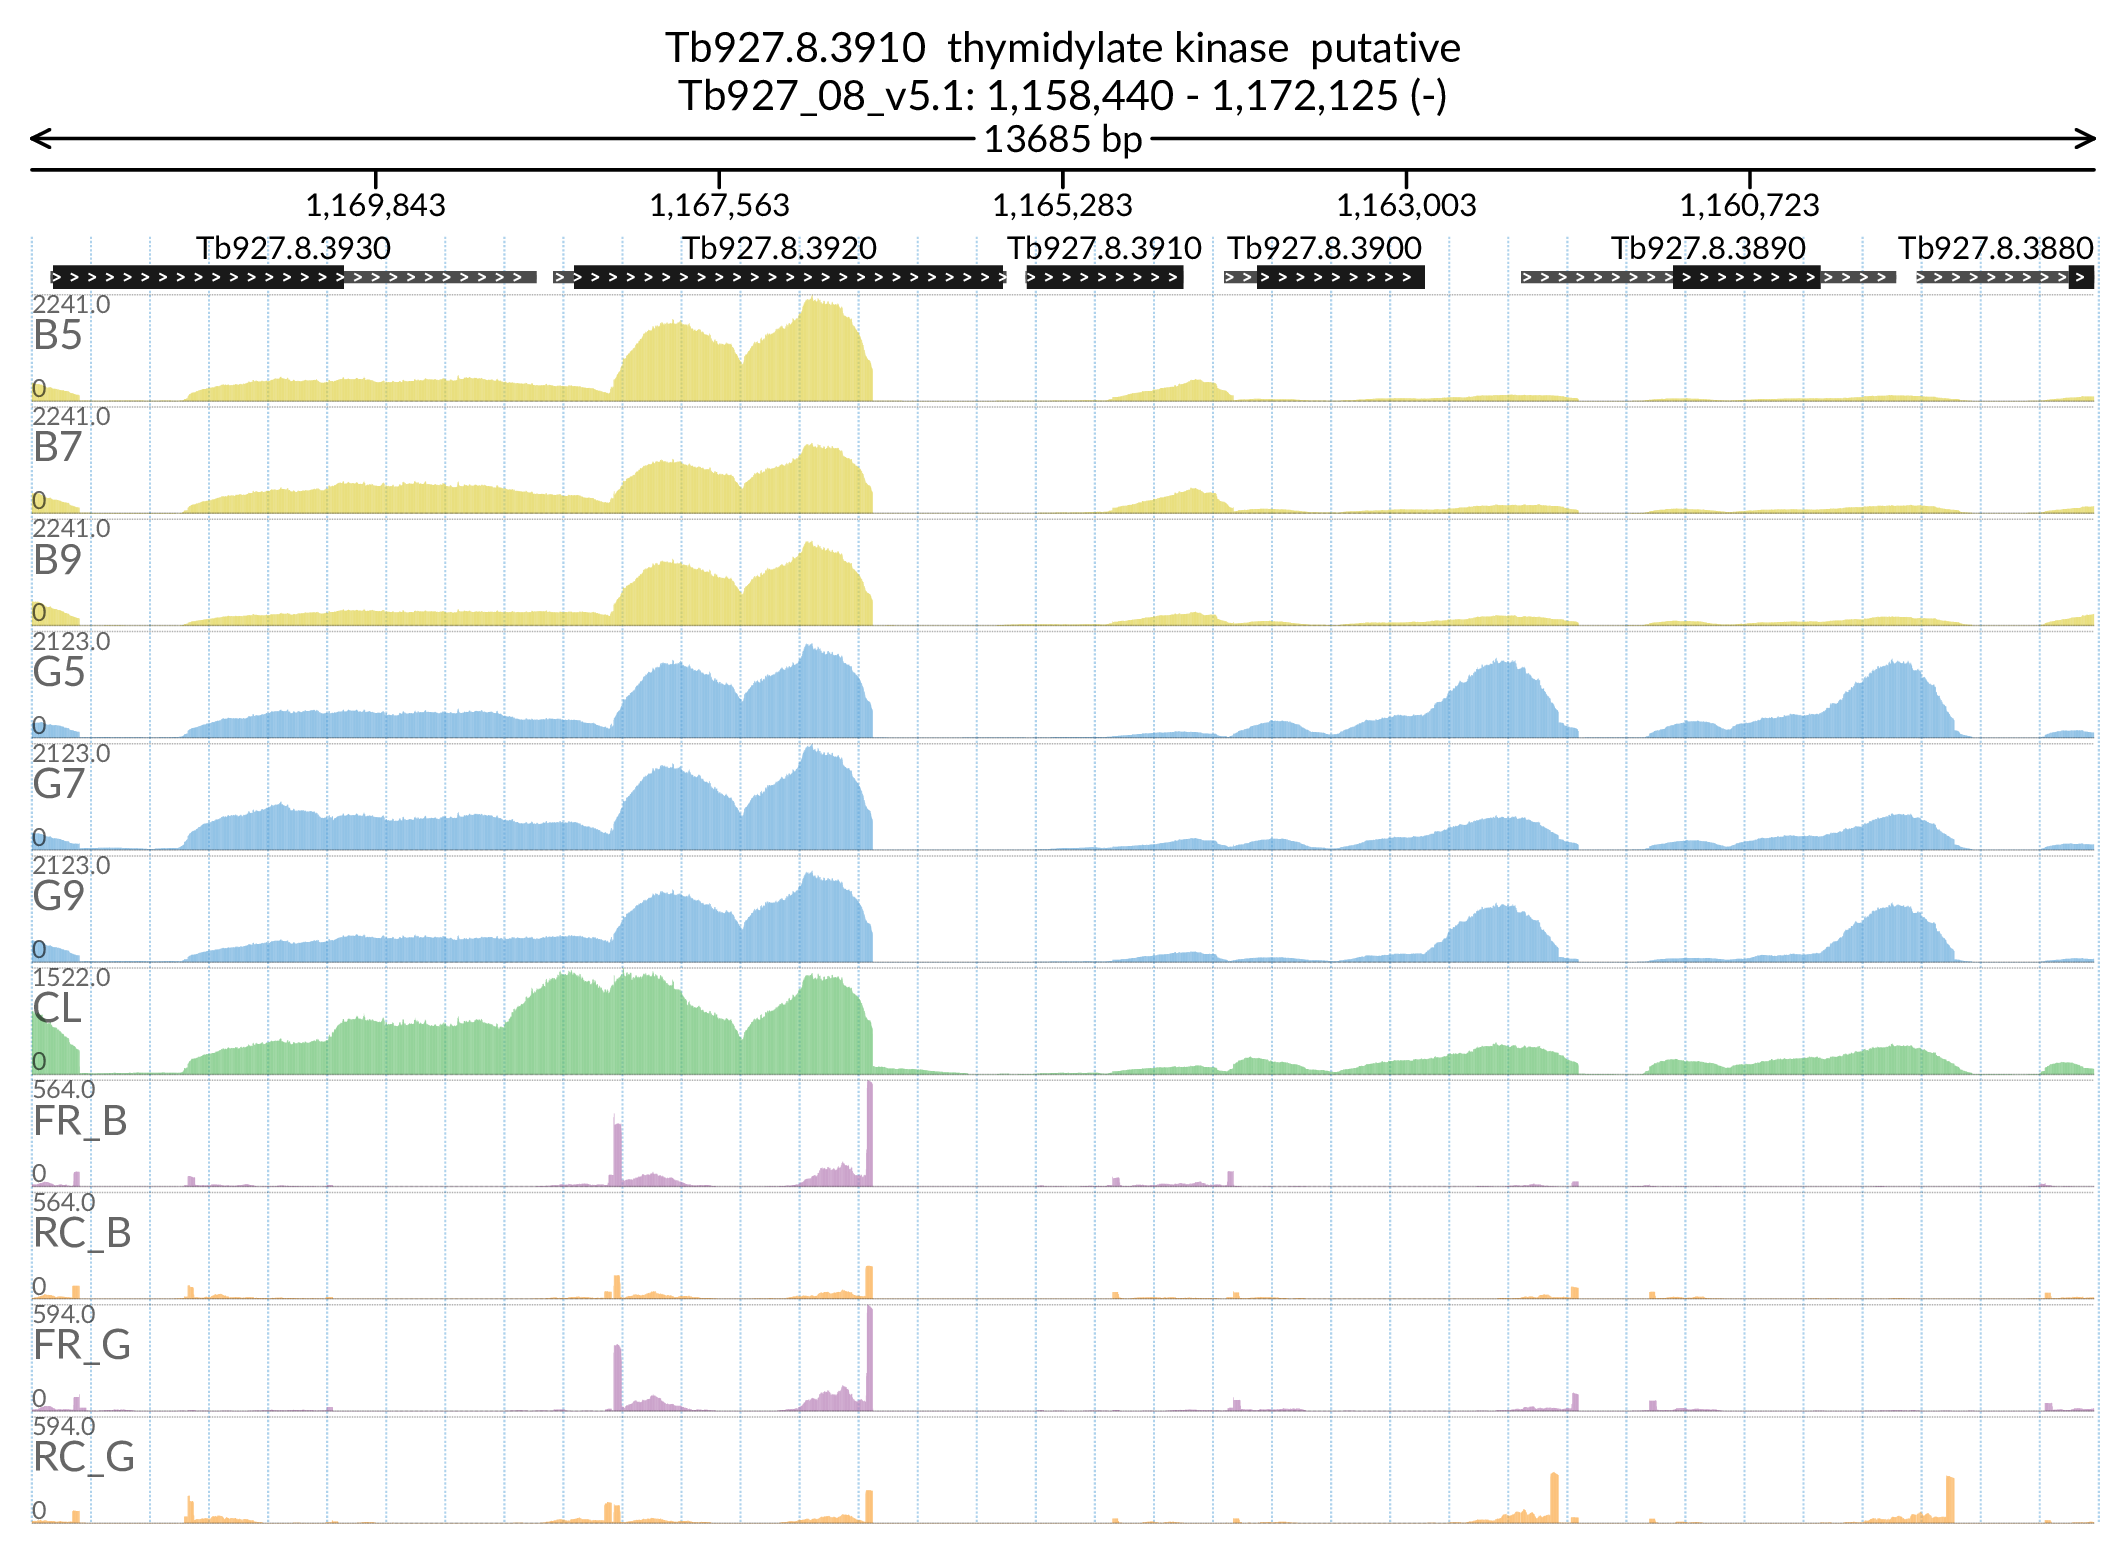 Tb927.8.3910 thymidylate kinase putative
Tb927_08_v5.1: 1,158,440 - 1,172,125 (-)
13685 bp
1,169,843 1,167,563 1,165,283 1,163,003 1,160,723
Tb927.8.3930 Tb927.8.3920 Tb927.8.3910 Tb927.8.3900 Tb927.8.3890 Tb927.8.3880
2241.0
B5
0
2241.0
B7
0
2241.0
B9
0
2123.0
G5
0
2123.0
G7
0
2123.0
G9
0
1522.0
CL
0
564.0
FR_B
0
564.0
RC_B
0
594.0
FR_G
0
594.0
RC_G
0